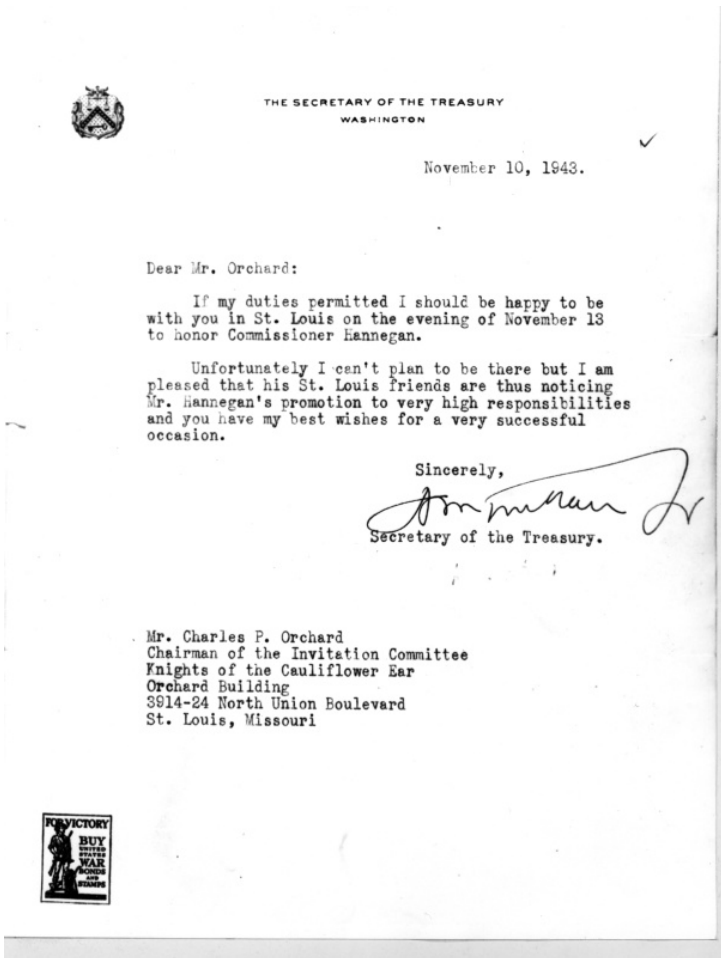 THE SECRETARY OF THE TREASURY
WASHINGTON
November 10, 1943.
Dear Mr. Orchard:
If my duties permitted I should be happy to be
with you in St. Louis on the evening of November 13
to honor Commissioner Hannegan.
Unfortunately I can't plan to be there but I am
pleased that his St. Louis friends are thus noticing
Mr. Hannegan's promotion to very high responsibilities
and you have my best wishes for a very successful
occasion.
Sincerely,
Jr
Secretary of the Treasury.
Mr. Charles P. Orchard
Chairman of the Invitation Committee
Knights of the Cauliflower Ear
Orchard Building
3914-24 North Union Boulevard
St. Louis, Missouri
FOR VICTORY
BUY
UNITED
STATES
WAR
BONDS
AND
STAMPS